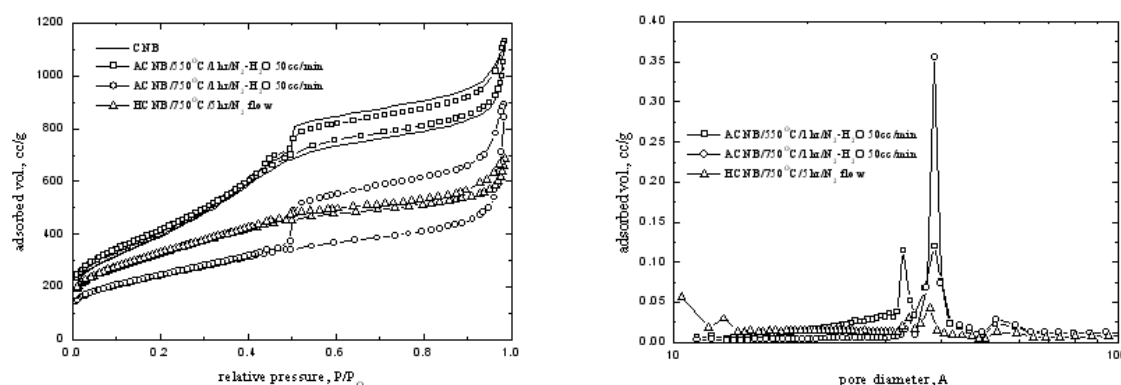 1200
1000
800
600
400
200
0
adsorbed vol., cc/g
0.0 0.2 0.4 0.6 0.8 1.0
relative pressure, P/P₀
CNB
ACNB/550°C/1hr/N₂-H₂O 50cc/min
ACNB/750°C/1hr/N₂-H₂O 50cc/min
HCNB/750°C/5hr/N₂ flow
0.40
0.35
0.30
0.25
0.20
0.15
0.10
0.05
0.00
adsorbed vol., cc/g
10
pore diameter, A
ACNB/550°C/1hr/N₂-H₂O 50cc/min
ACNB/750°C/1hr/N₂-H₂O 50cc/min
HCNB/750°C/5hr/N₂ flow